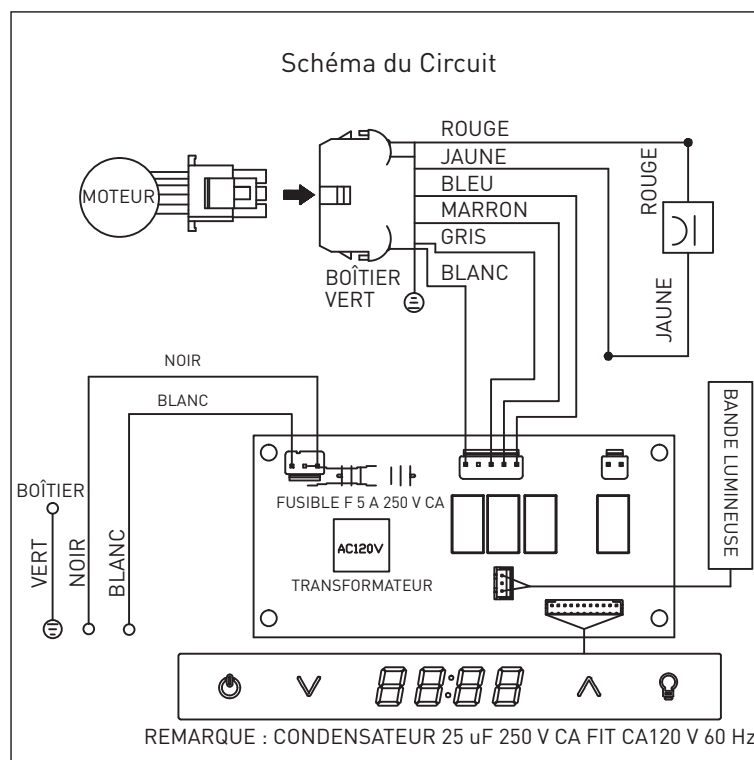 Schéma du Circuit
ROUGE
JAUNE
BLEU
MARRON
GRIS
BLANC
BOÎTIER
VERT
MOTEUR
ROUGE
JAUNE
NOIR
BLANC
BANDE LUMINEUSE
FUSIBLE F 5 A 250 V CA
BOÎTIER
VERT
NOIR
BLANC
AC120V
TRANSFORMATEUR
88:88
REMARQUE : CONDENSATEUR 25 uF 250 V CA FIT CA120 V 60 Hz